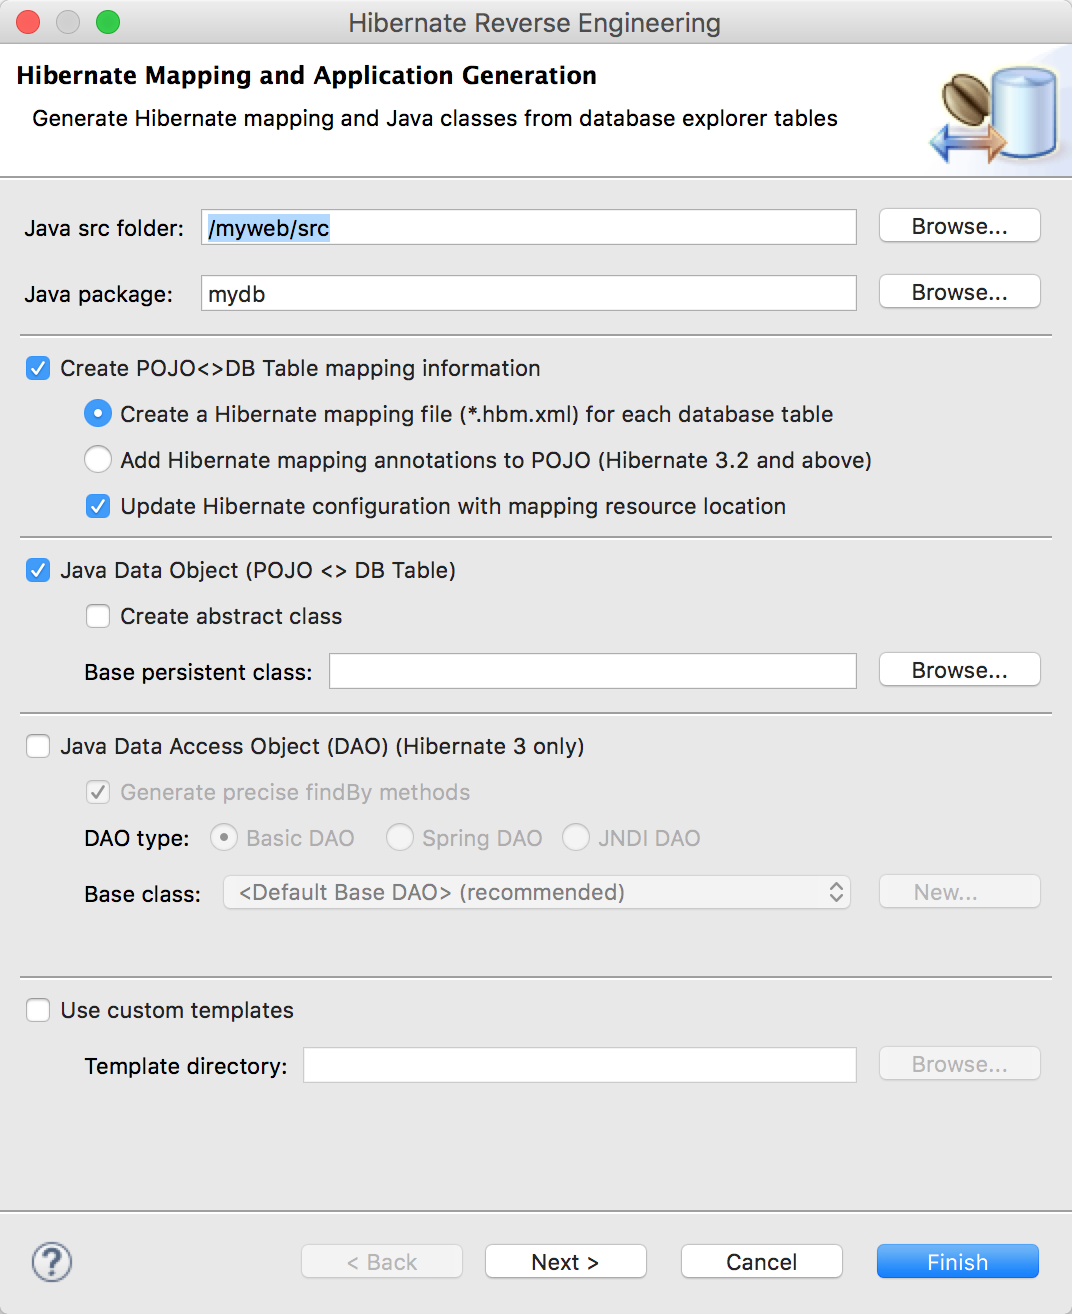 Hibernate Reverse Engineering
Hibernate Mapping and Application Generation
Generate Hibernate mapping and Java classes from database explorer tables
Java src folder: /myweb/src Browse...
Java package: mydb Browse...
Create POJO<>DB Table mapping information
Create a Hibernate mapping file (*.hbm.xml) for each database table
Add Hibernate mapping annotations to POJO (Hibernate 3.2 and above)
Update Hibernate configuration with mapping resource location
Java Data Object (POJO <> DB Table)
Create abstract class
Base persistent class: Browse...
Java Data Access Object (DAO) (Hibernate 3 only)
Generate precise findBy methods
DAO type: Basic DAO Spring DAO JNDI DAO
Base class: <Default Base DAO> (recommended) New...
Use custom templates
Template directory: Browse...
? < Back Next > Cancel Finish